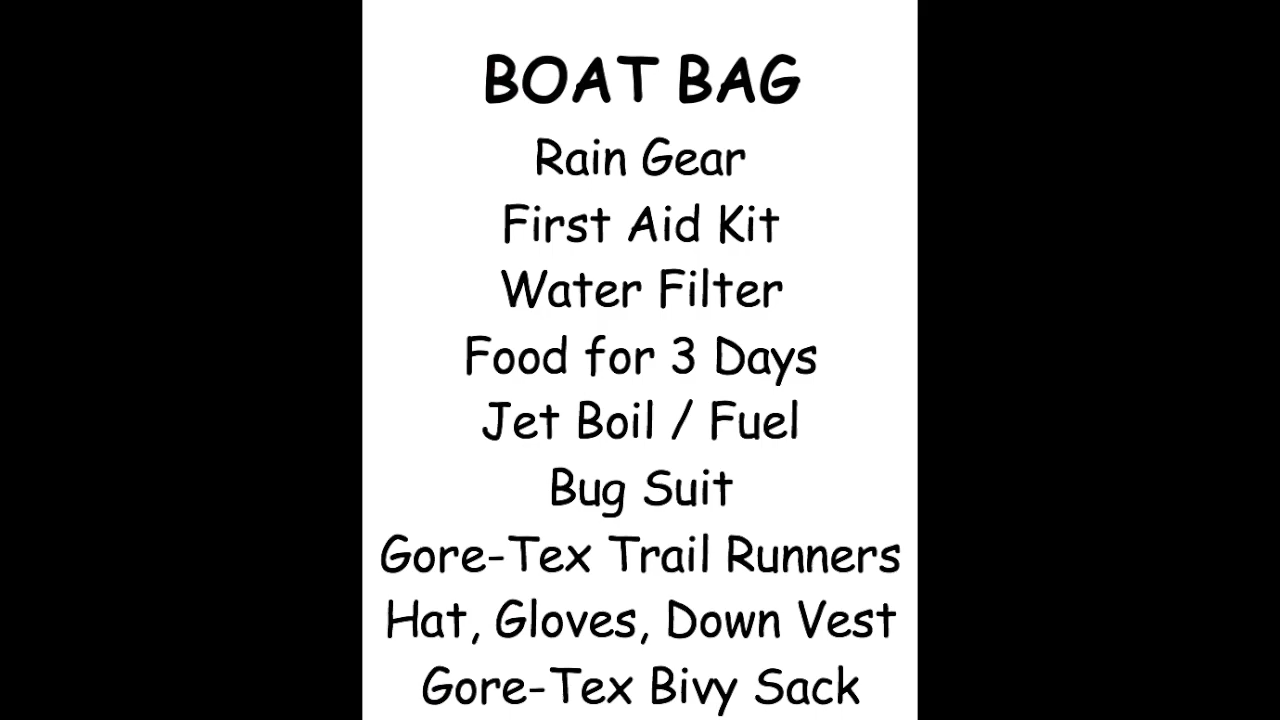 BOAT BAG
Rain Gear
First Aid Kit
Water Filter
Food for 3 Days
Jet Boil / Fuel
Bug Suit
Gore-Tex Trail Runners
Hat, Gloves, Down Vest
Gore-Tex Bivy Sack